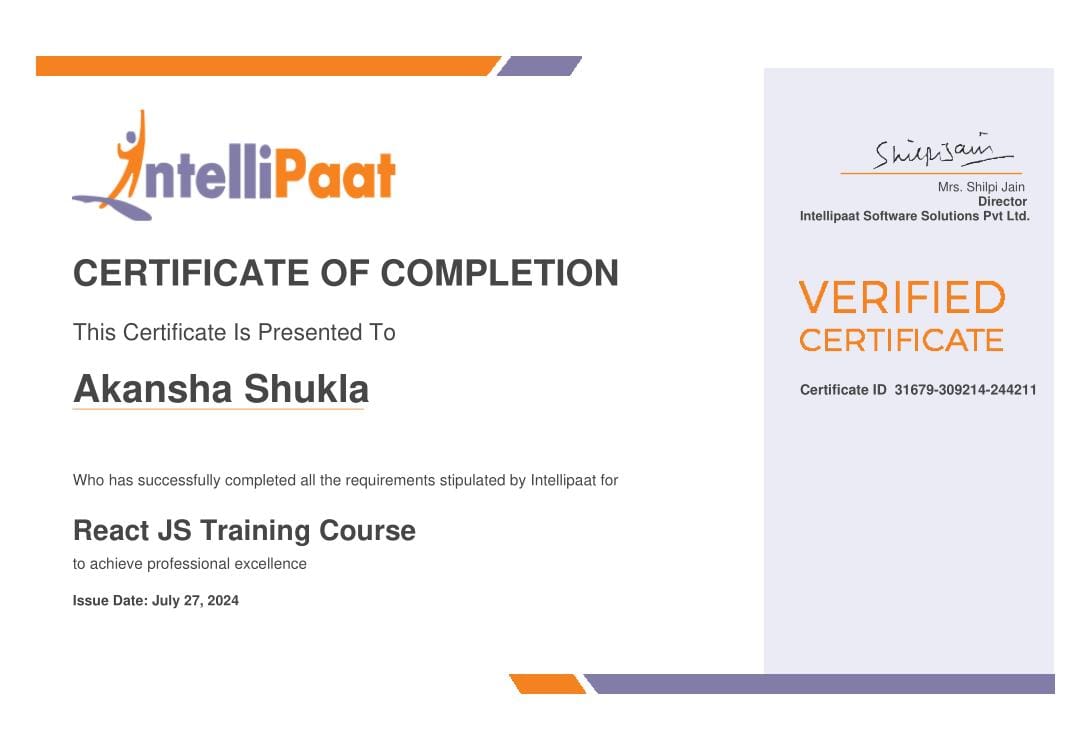 IntelliPaat
CERTIFICATE OF COMPLETION
This Certificate Is Presented To
Akansha Shukla
Who has successfully completed all the requirements stipulated by Intellipaat for
React JS Training Course
to achieve professional excellence
Issue Date: July 27, 2024
Shilpi Jain
Mrs. Shilpi Jain
Director
Intellipaat Software Solutions Pvt Ltd.
VERIFIED
CERTIFICATE
Certificate ID 31679-309214-244211